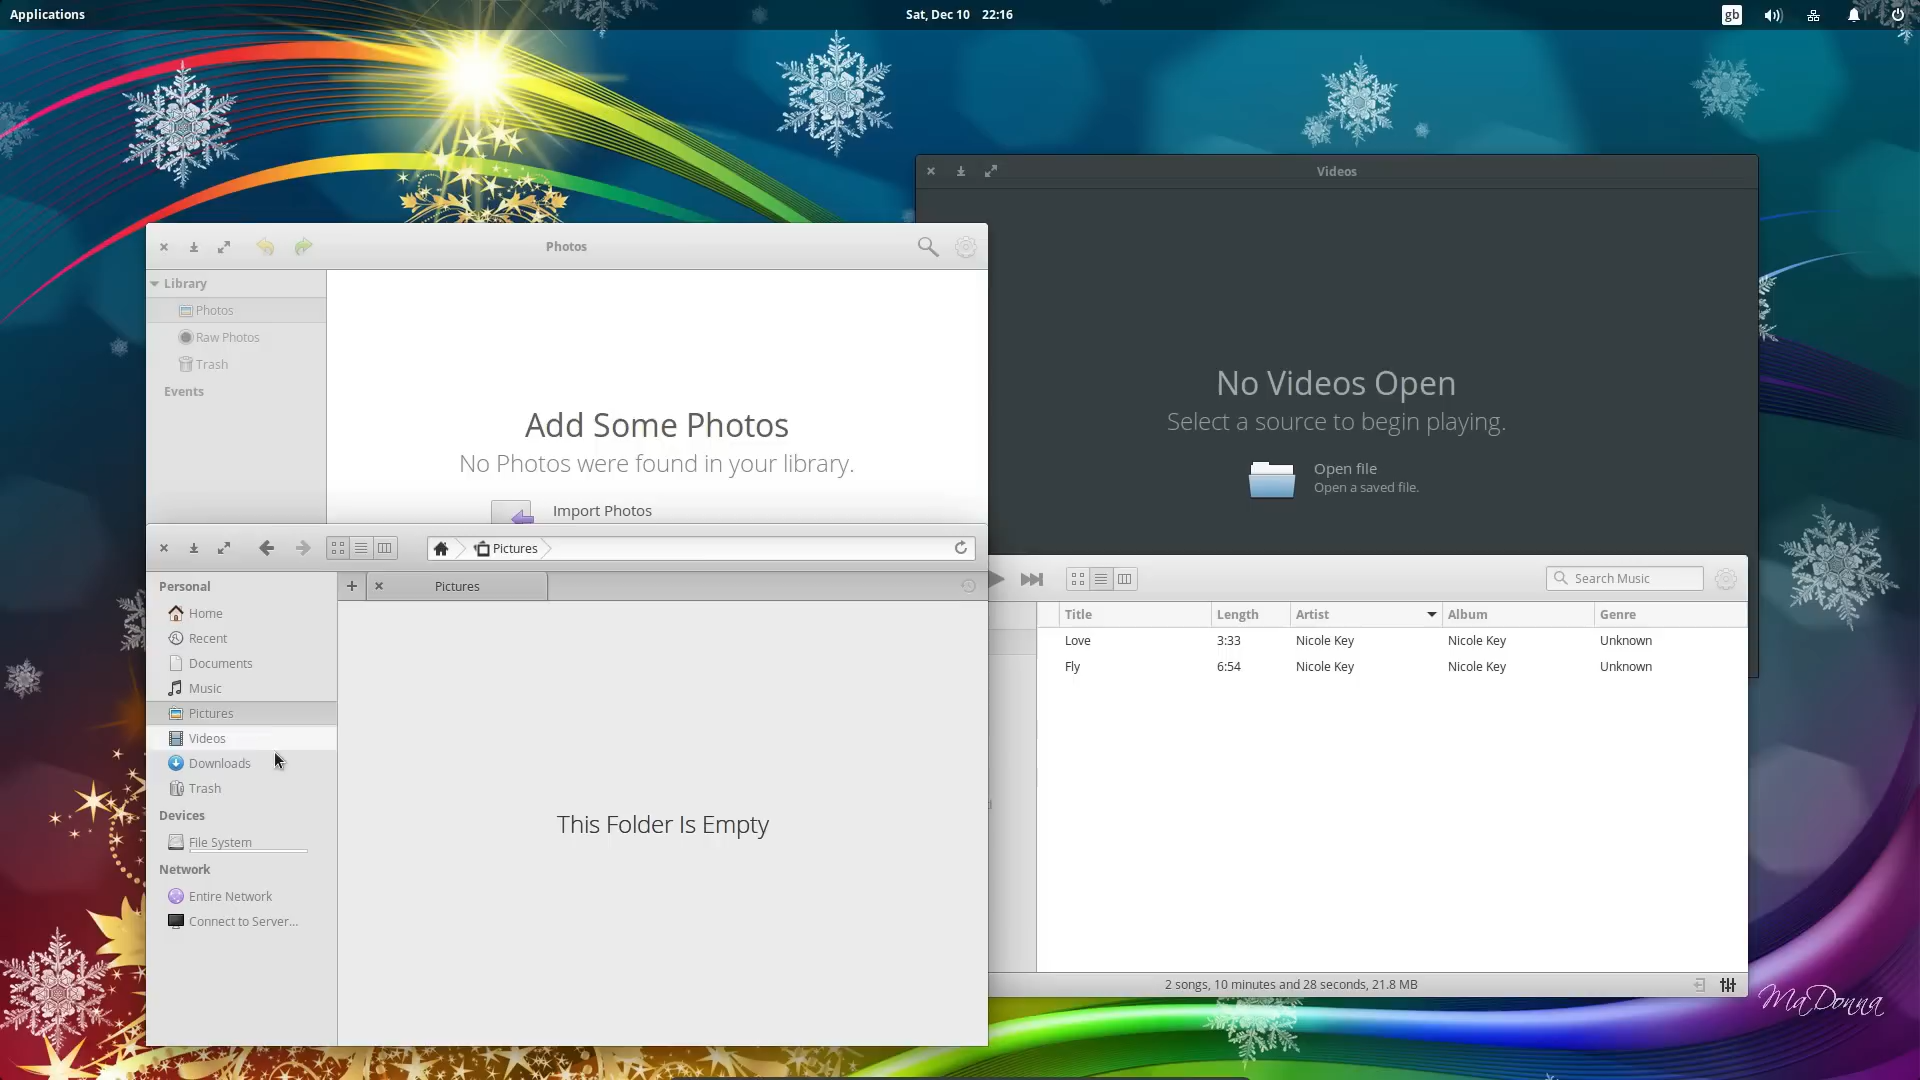 Applications
Sat, Dec 10 22:16
gb
Videos
No Videos Open
Select a source to begin playing.
Open file
Open a saved file.
Photos
Library
Photos
Raw Photos
Trash
Events
Add Some Photos
No Photos were found in your library.
Import Photos
Pictures
Personal
Home
Recent
Documents
Music
Pictures
Videos
Downloads
Trash
Devices
File System
Network
Entire Network
Connect to Server...
Pictures
This Folder Is Empty
Search Music
Title Length Artist Album Genre
Love 3:33 Nicole Key Nicole Key Unknown
Fly 6:54 Nicole Key Nicole Key Unknown
2 songs, 10 minutes and 28 seconds, 21.8 MB
MaDonna